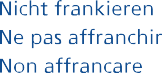 Nicht frankieren
Ne pas affranchir
Non affrancare